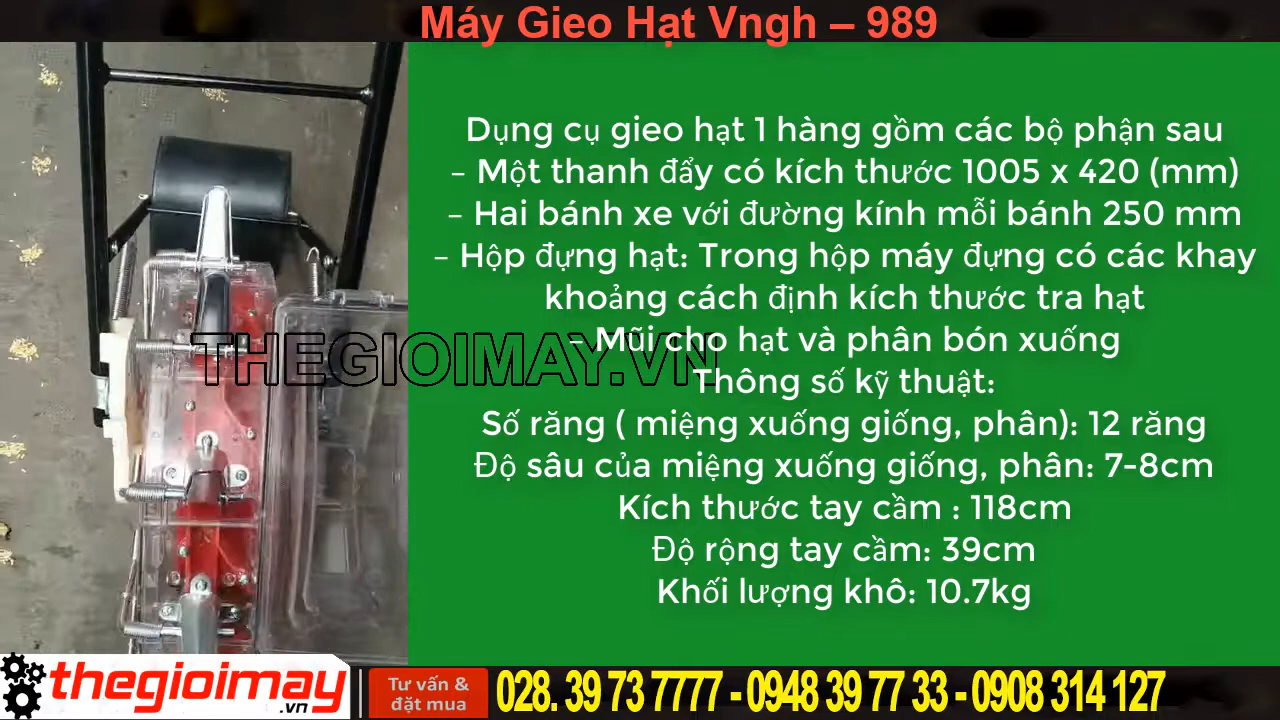 Máy Gieo Hạt Vngh – 989
Dụng cụ gieo hạt 1 hàng gồm các bộ phận sau
– Một thanh đẩy có kích thước 1005 x 420 (mm)
– Hai bánh xe với đường kính mỗi bánh 250 mm
– Hộp đựng hạt: Trong hộp máy đựng có các khay
khoảng cách định kích thước tra hạt
– Mũi cho hạt và phân bón xuống
THEGIOIMAY.VN
Thông số kỹ thuật:
Số răng ( miệng xuống giống, phân): 12 răng
Độ sâu của miệng xuống giống, phân: 7-8cm
Kích thước tay cầm : 118cm
Độ rộng tay cầm: 39cm
Khối lượng khô: 10.7kg
thegioimay
.vn
Tư vấn &
đặt mua
028. 39 73 7777 - 0948 39 77 33 - 0908 314 127